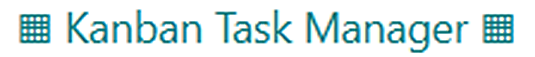 ▦ Kanban Task Manager ▦